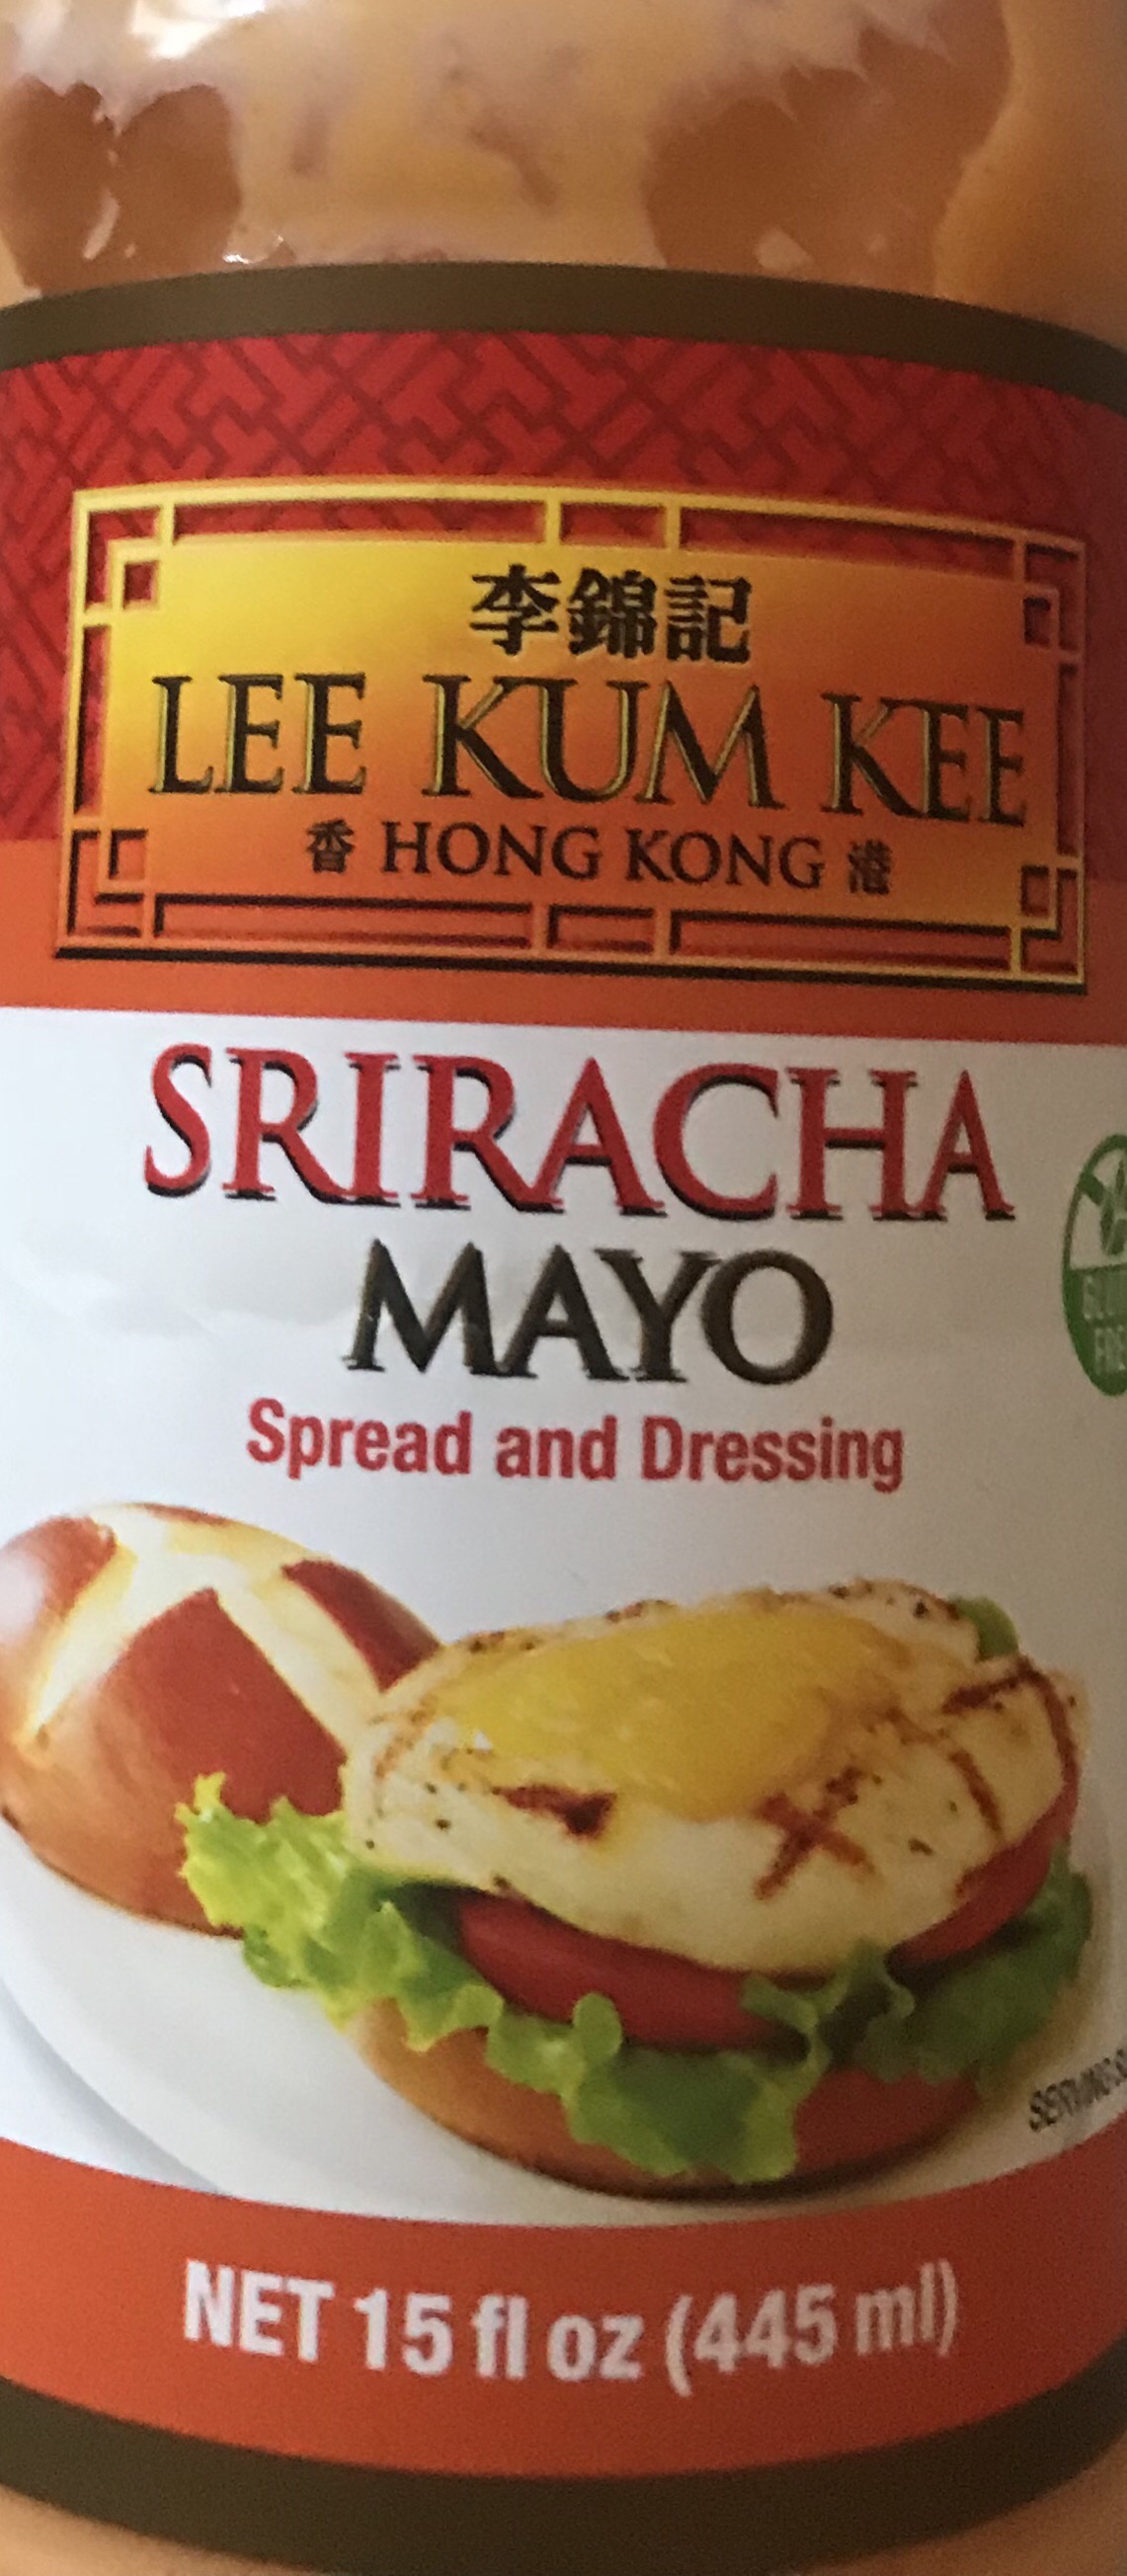 李錦記
LEE KUM KEE
香 HONG KONG 港
SRIRACHA
MAYO
Spread and Dressing
NET 15 fl oz (445 ml)